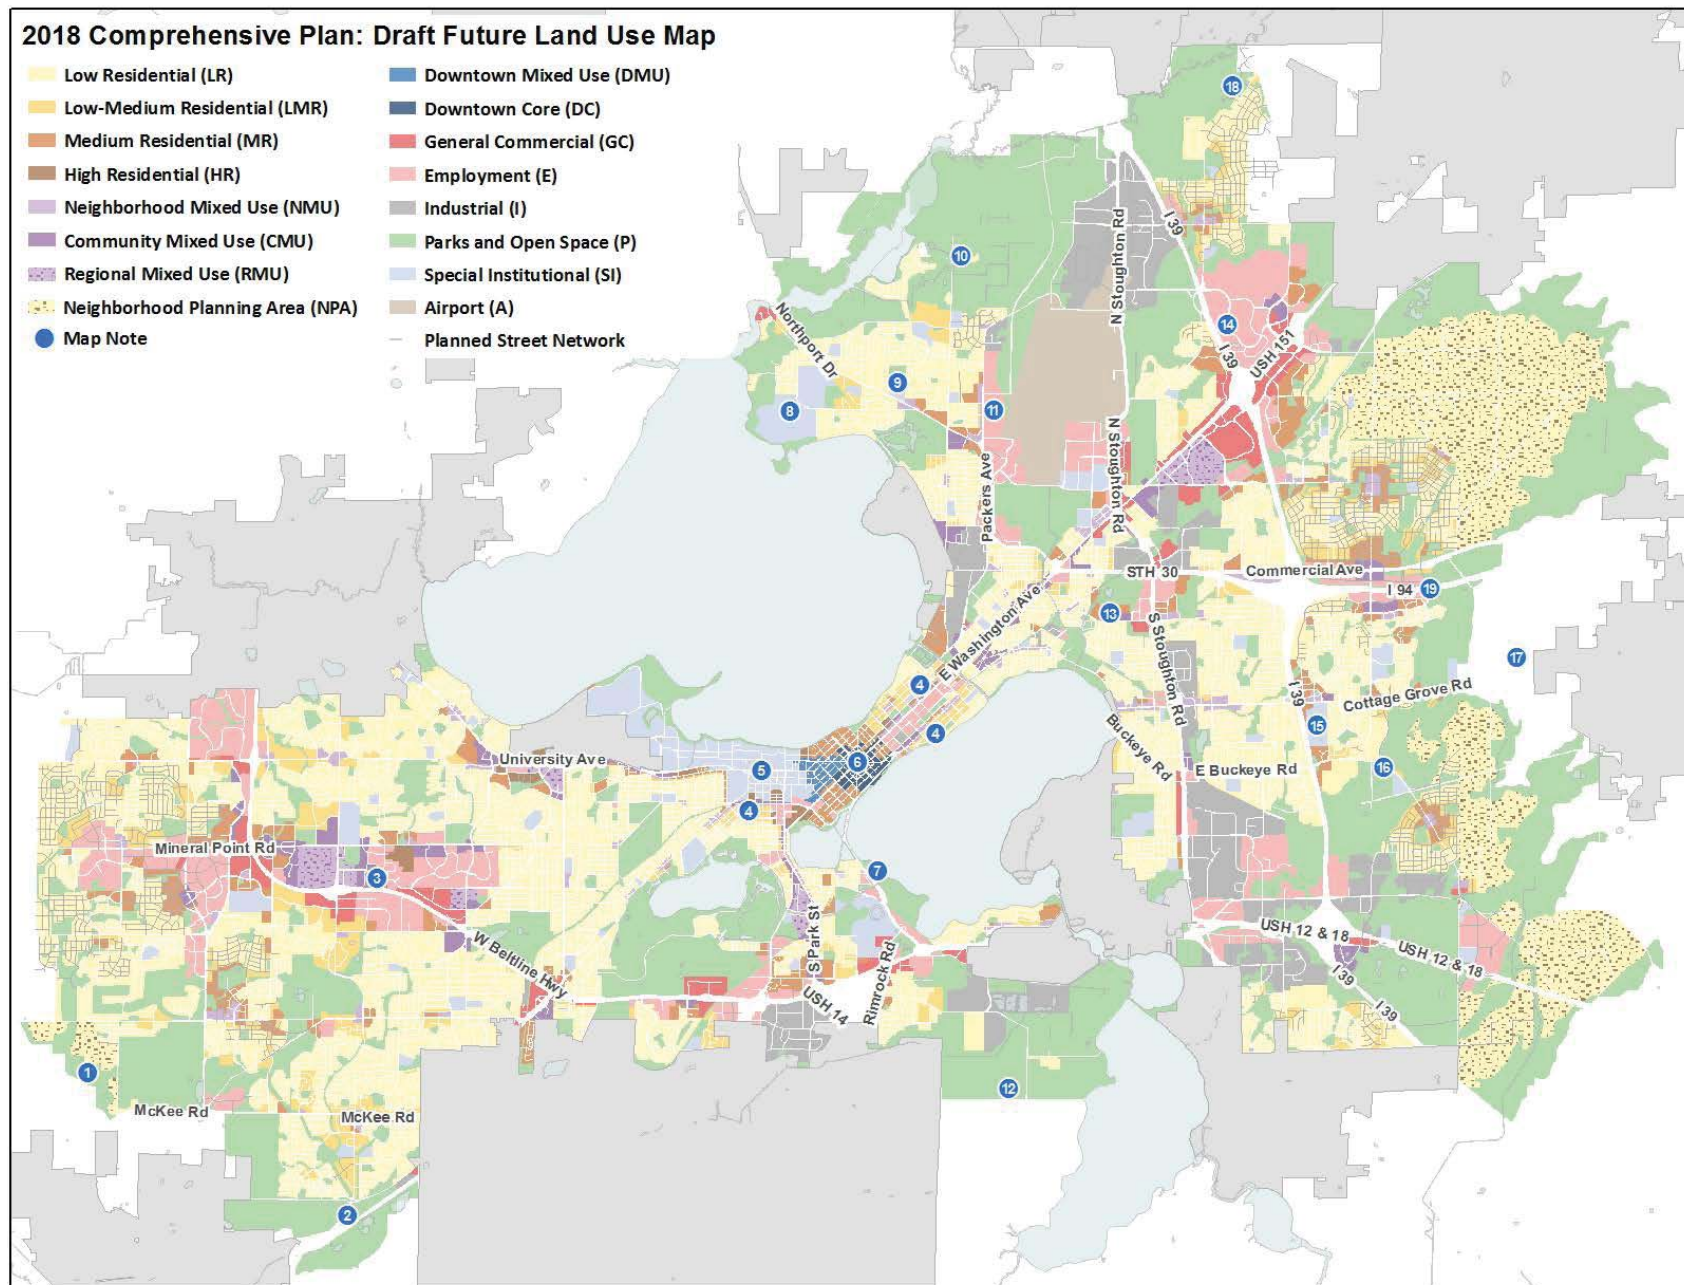 2018 Comprehensive Plan: Draft Future Land Use Map
Low Residential (LR)
Low-Medium Residential (LMR)
Medium Residential (MR)
High Residential (HR)
Neighborhood Mixed Use (NMU)
Community Mixed Use (CMU)
Regional Mixed Use (RMU)
Neighborhood Planning Area (NPA)
Map Note
Downtown Mixed Use (DMU)
Downtown Core (DC)
General Commercial (GC)
Employment (E)
Industrial (I)
Parks and Open Space (P)
Special Institutional (SI)
Airport (A)
Planned Street Network
18
I 39
N Stoughton Rd
10
Northport Dr
14
I 39
USH 151
9
8
11
N Stoughton Rd
Packers Ave
STH 30
Commercial Ave
I 94
19
13
E Washington Ave
S Stoughton Rd
17
4
I 39
Cottage Grove Rd
15
4
Buckeye Rd
University Ave
5
6
E Buckeye Rd
16
4
Mineral Point Rd
3
7
W Beltline Hwy
S Park St
Rimrock Rd
USH 14
USH 12 & 18
USH 12 & 18
I 39
I 39
1
12
McKee Rd
McKee Rd
2